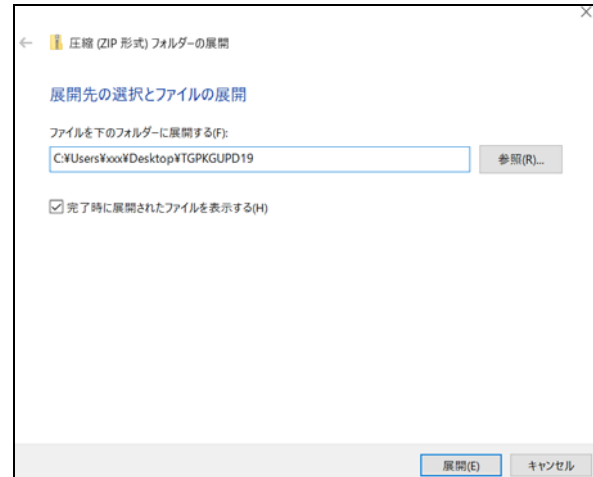 圧縮 (ZIP 形式) フォルダーの展開
展開先の選択とファイルの展開
ファイルを下のフォルダーに展開する(F):
C:¥Users¥xxx¥Desktop¥TGPKGUPD19
参照(R)...
完了時に展開されたファイルを表示する(H)
展開(E)
キャンセル